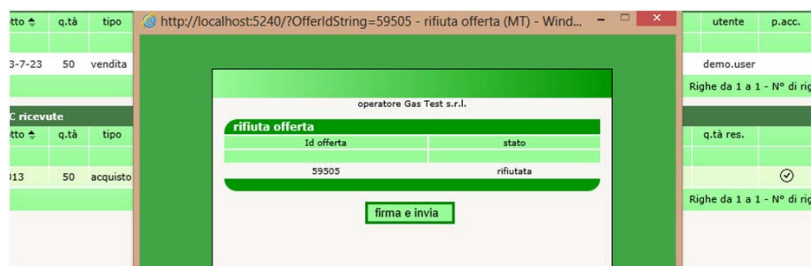 http://localhost:5240/?OfferIdString=59505 - rifiuta offerta (MT) - Wind...
otto q.tà tipo
utente p.acc.
3-7-23 50 vendita
demo.user
Righe da 1 a 1 - N° di rig
C ricevute
otto q.tà tipo
q.tà res.
013 50 acquisto
Righe da 1 a 1 - N° di rig
operatore Gas Test s.r.l.
rifiuta offerta
Id offerta stato
59505 rifiutata
firma e invia